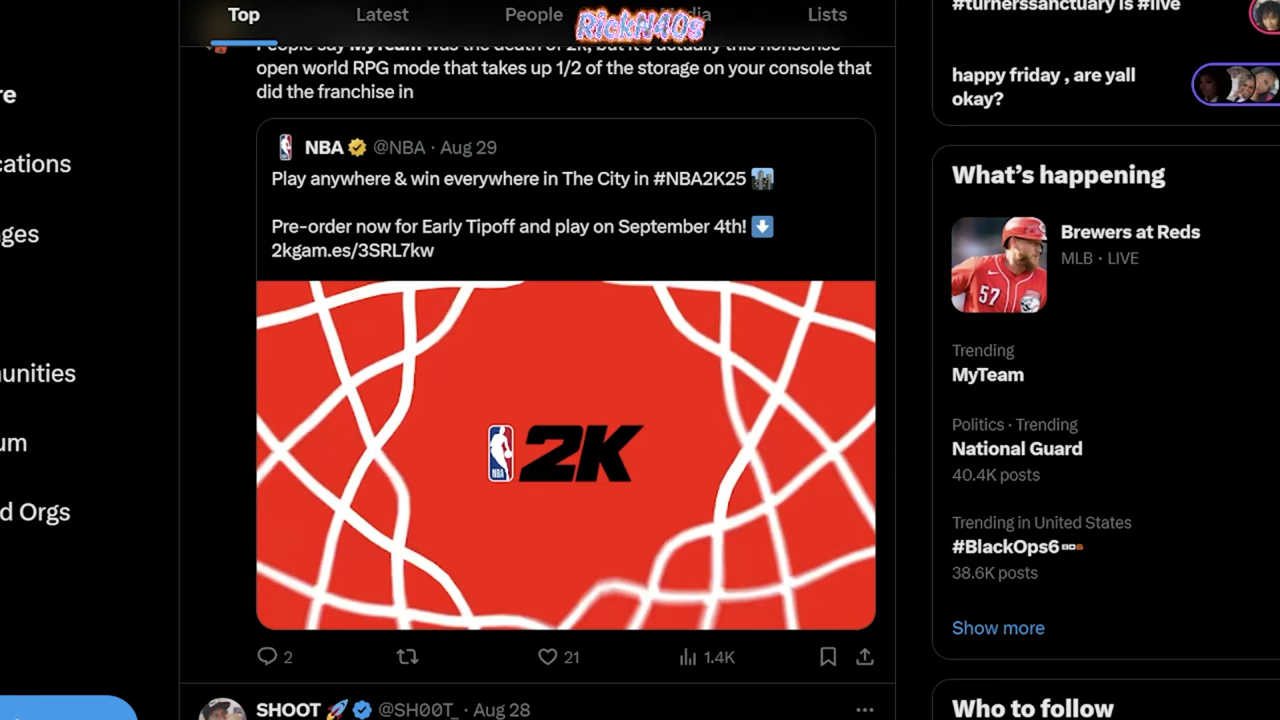 Top
Latest
People
Lists
RickN40s
People say MyTeam was the death of 2k, but it's actually this nonsense
open world RPG mode that takes up 1/2 of the storage on your console that
did the franchise in
NBA @NBA · Aug 29
Play anywhere & win everywhere in The City in #NBA2K25
Pre-order now for Early Tipoff and play on September 4th!
2kgam.es/3SRL7kw
NBA
2K
2
21
1.4K
SHOOT @SH00T_ · Aug 28
#turnerssanctuary is #live
happy friday , are yall
okay?
What's happening
Brewers at Reds
MLB · LIVE
57
Trending
MyTeam
Politics · Trending
National Guard
40.4K posts
Trending in United States
#BlackOps6
38.6K posts
Show more
Who to follow